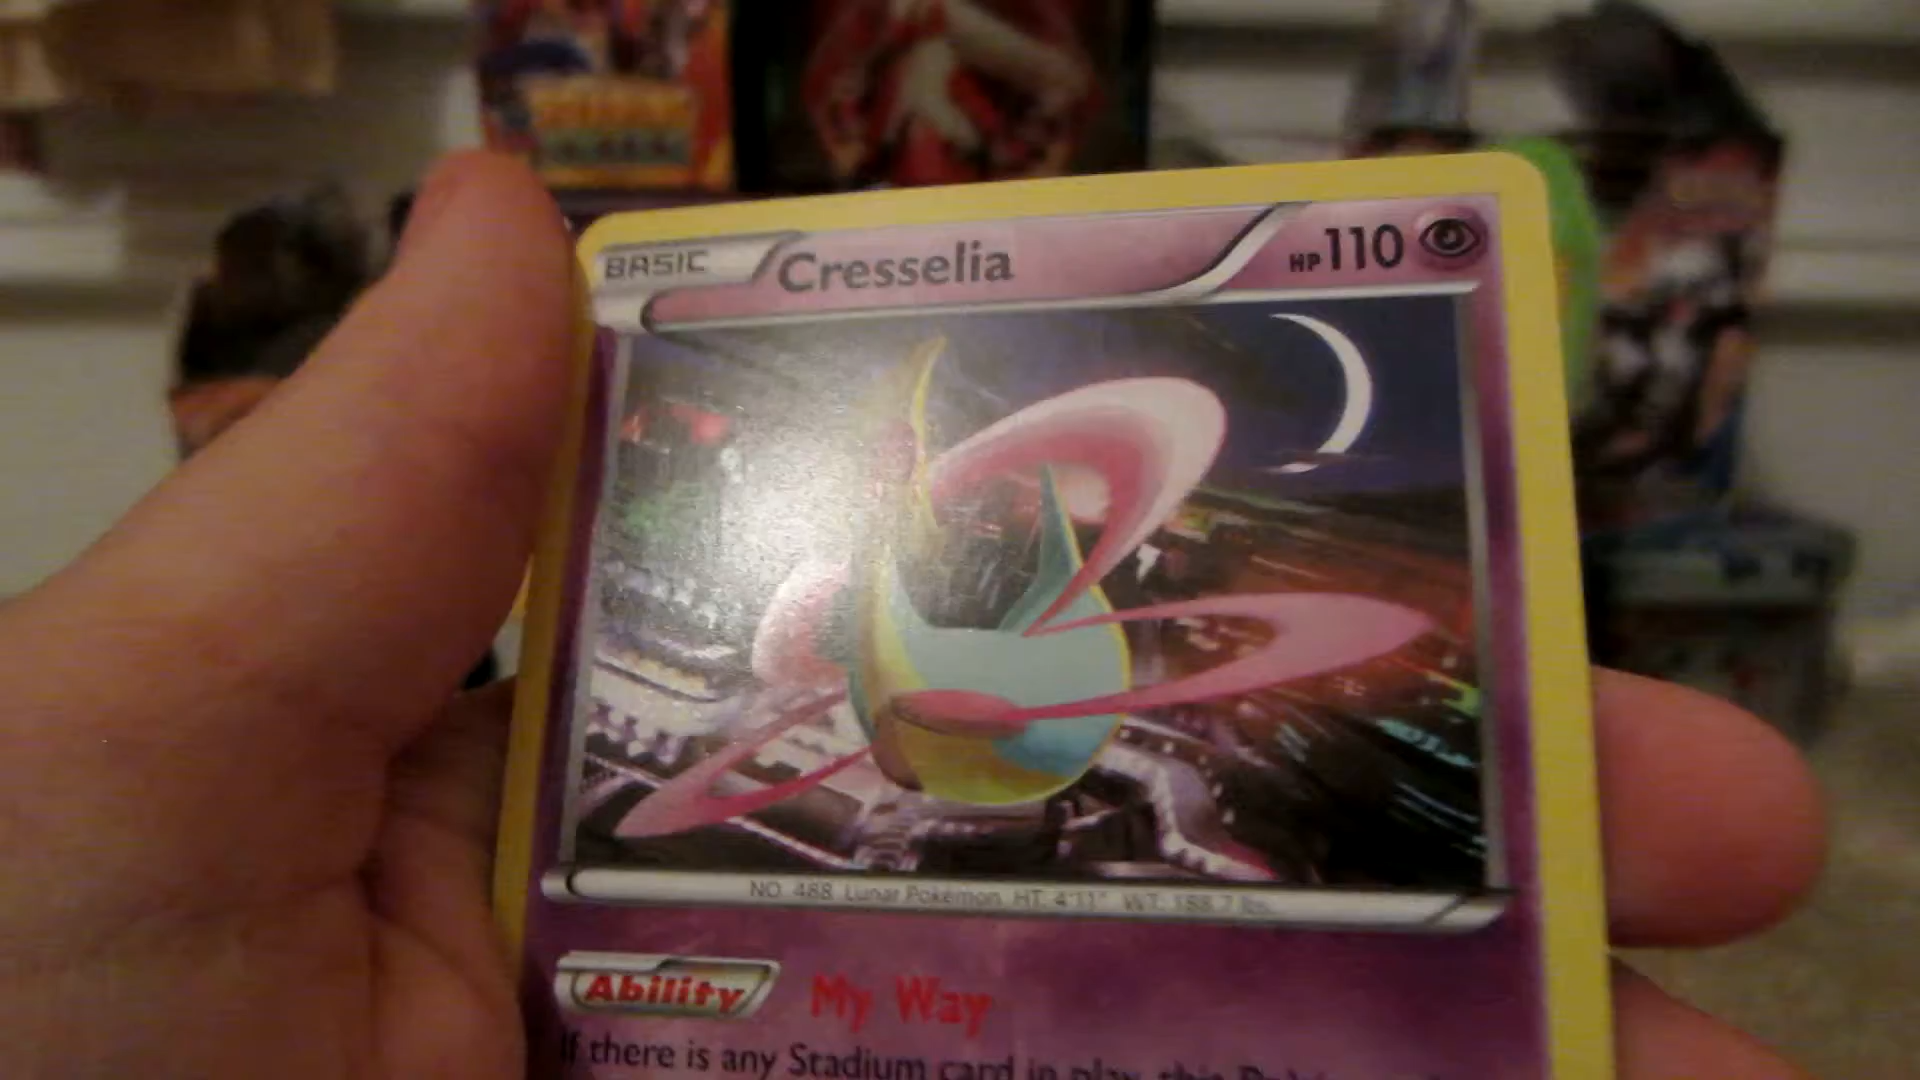 BASIC Cresselia HP 110
NO. 488 Lunar Pokémon HT. 4'11" WT: 188.7 lbs.
Ability My Way
If there is any Stadium card in play, this